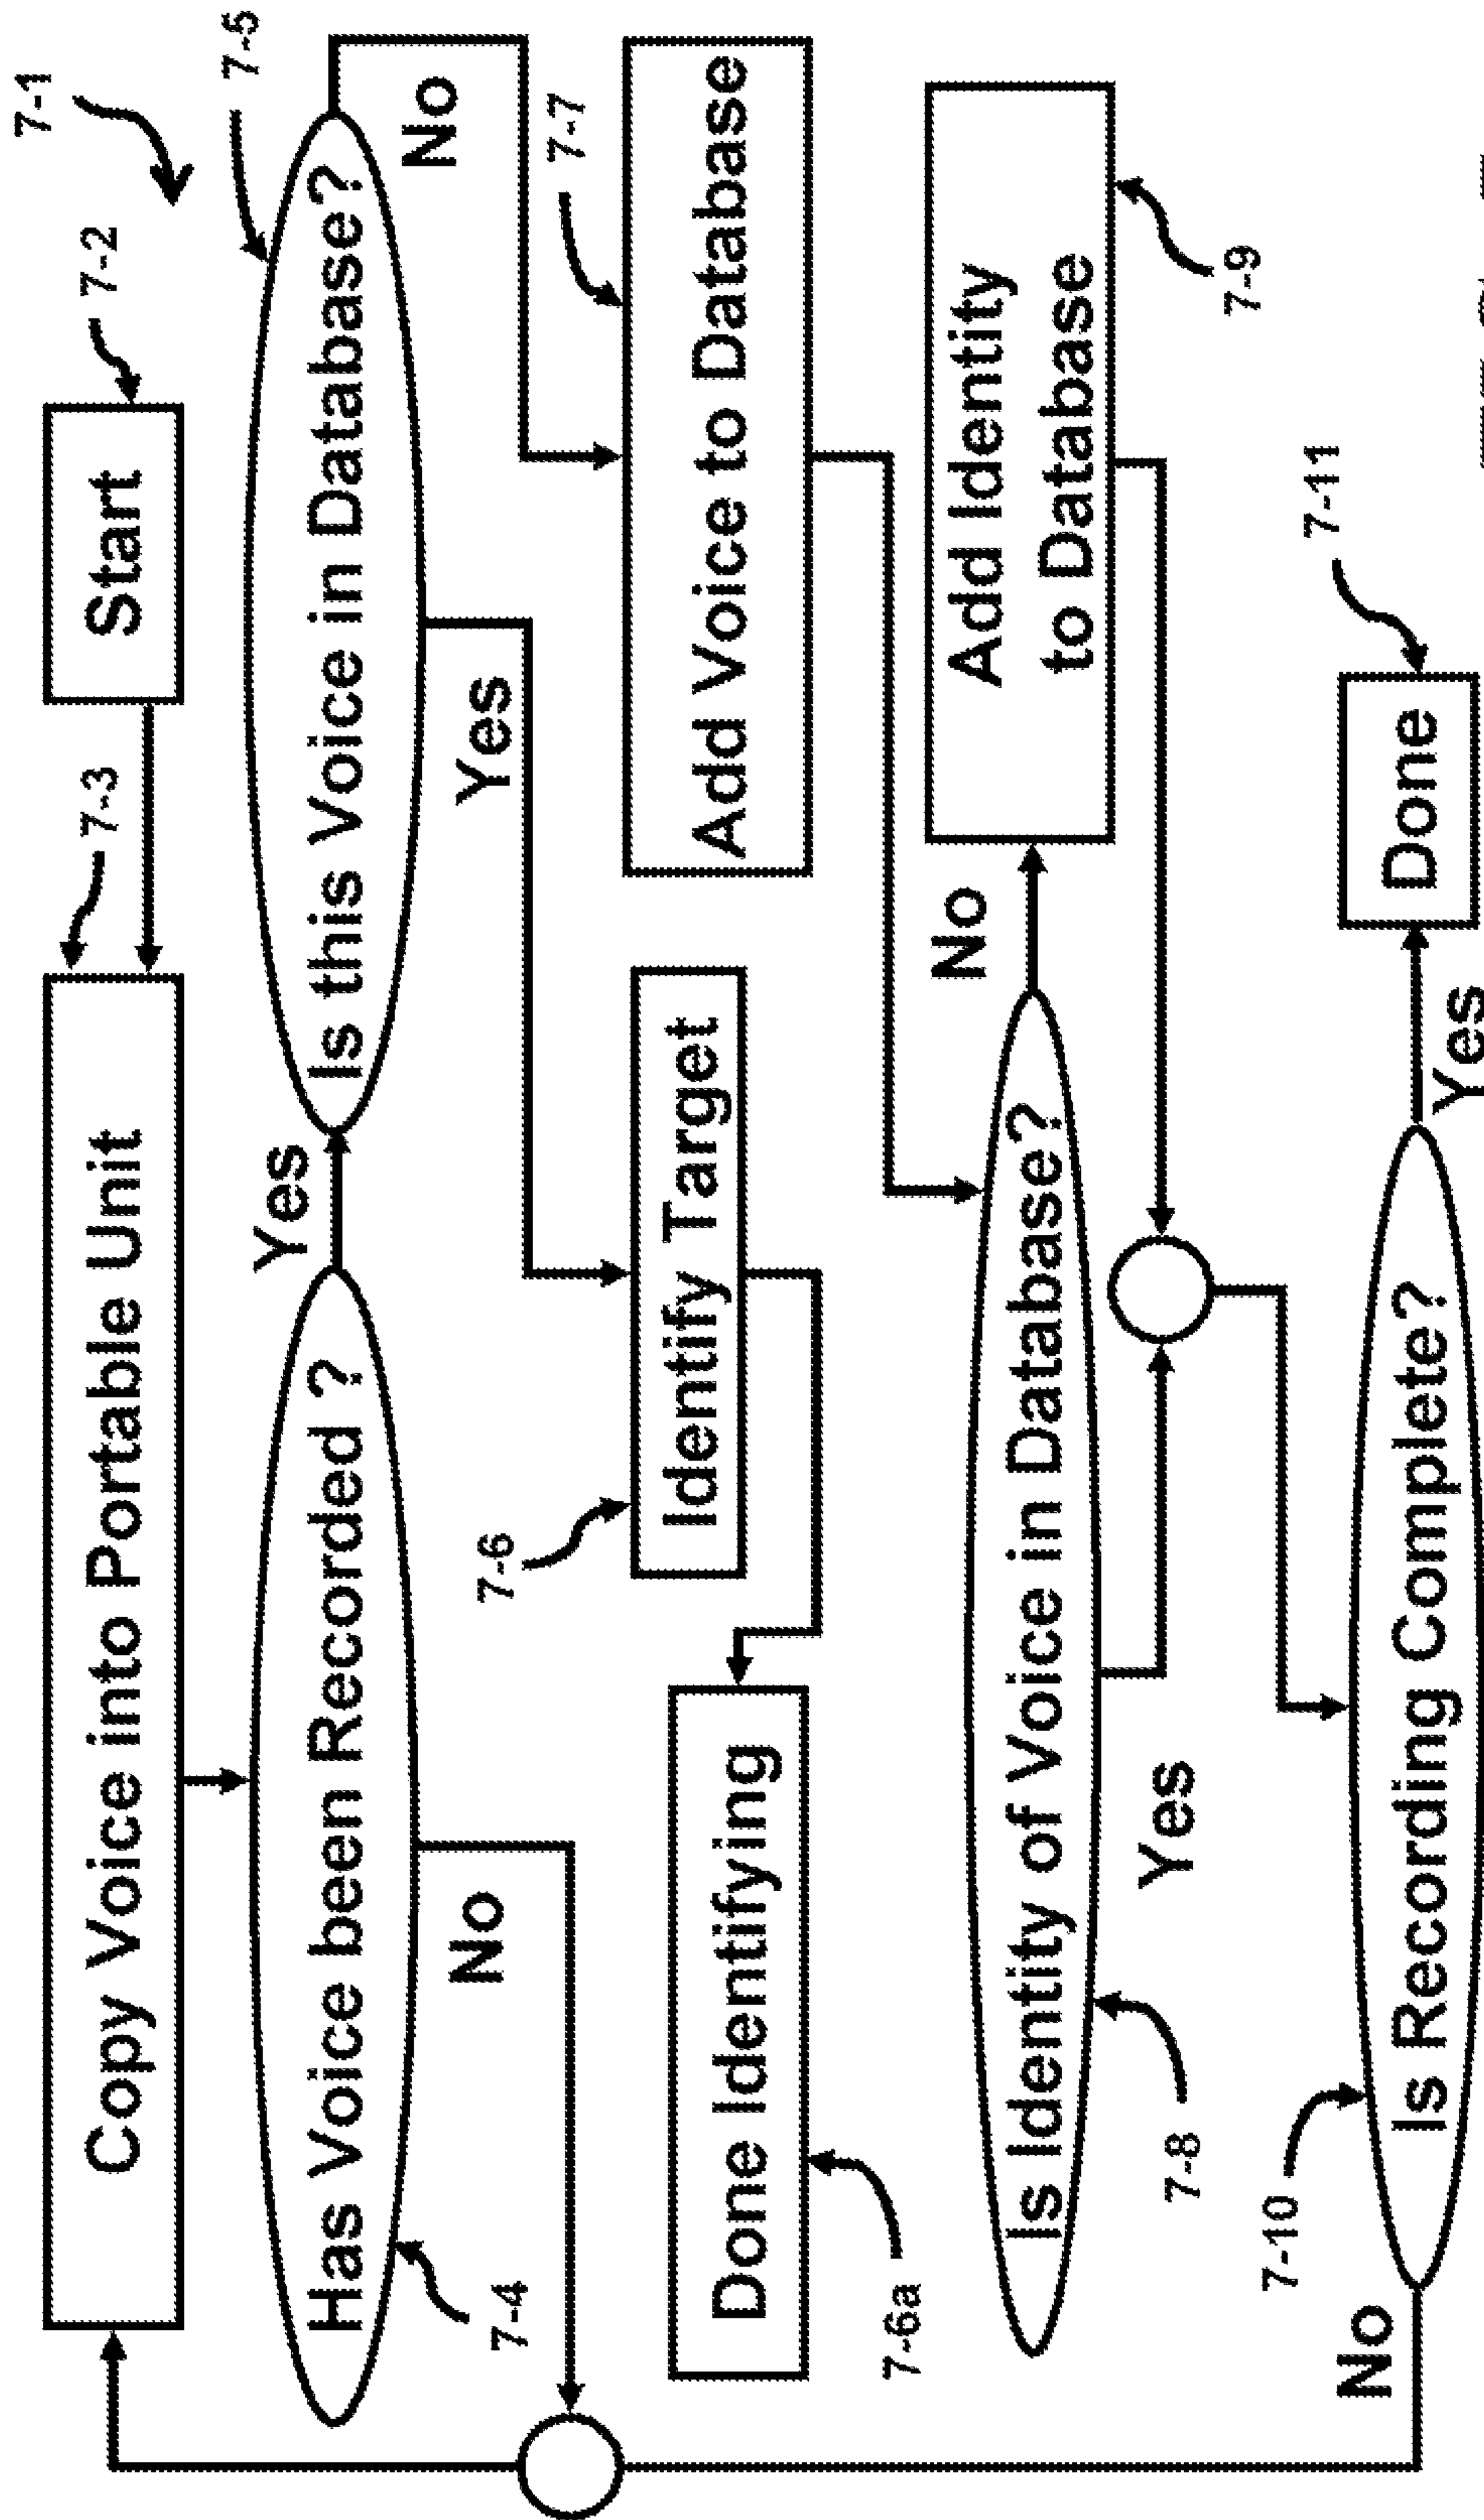 7-1
7-2
Start
7-3
Copy Voice into Portable Unit
7-4
Has Voice been Recorded ?
Yes
No
7-5
Is this Voice in Database?
Yes
No
7-6
Identify Target
7-6a
Done Identifying
7-7
Add Voice to Database
7-8
Is Identity of Voice in Database?
Yes
No
7-9
Add Identity
to Database
7-10
Is Recording Complete?
No
Yes
7-11
Done